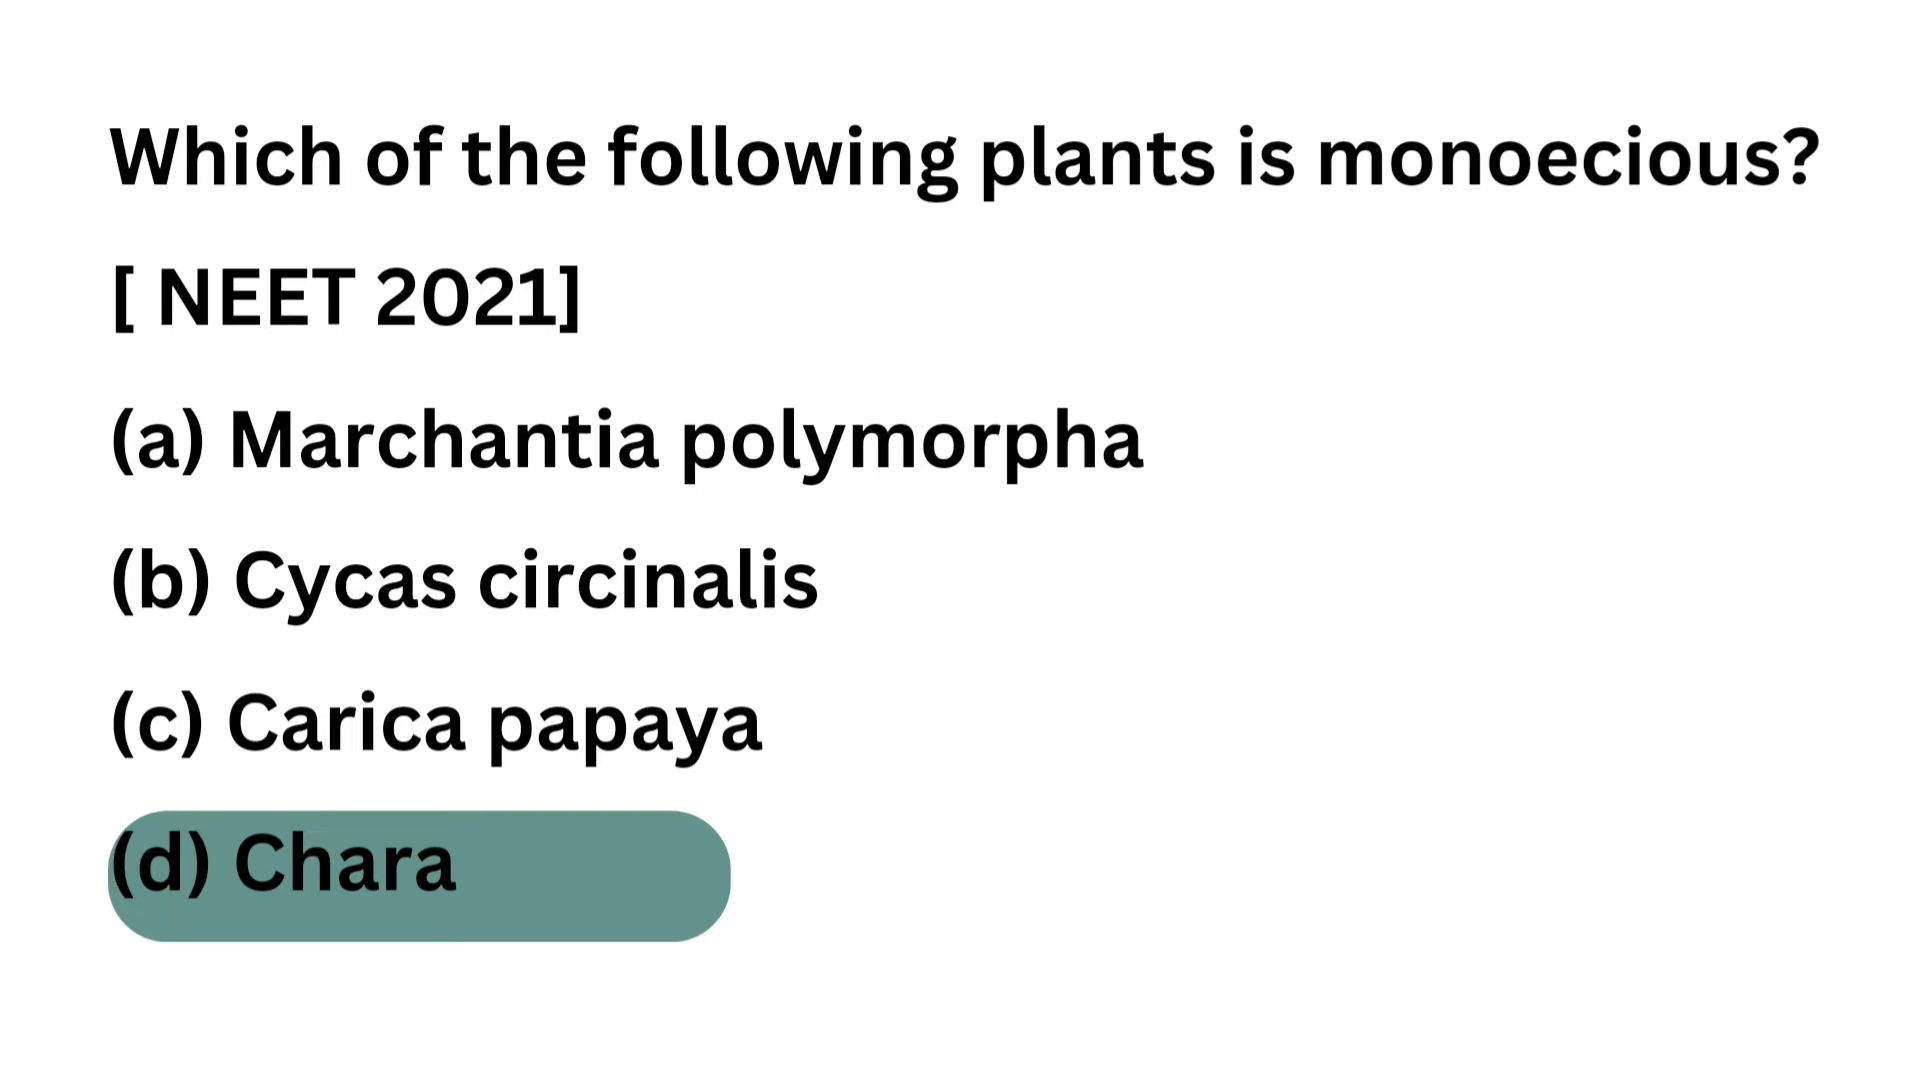 Which of the following plants is monoecious?
[ NEET 2021]
(a) Marchantia polymorpha
(b) Cycas circinalis
(c) Carica papaya
(d) Chara